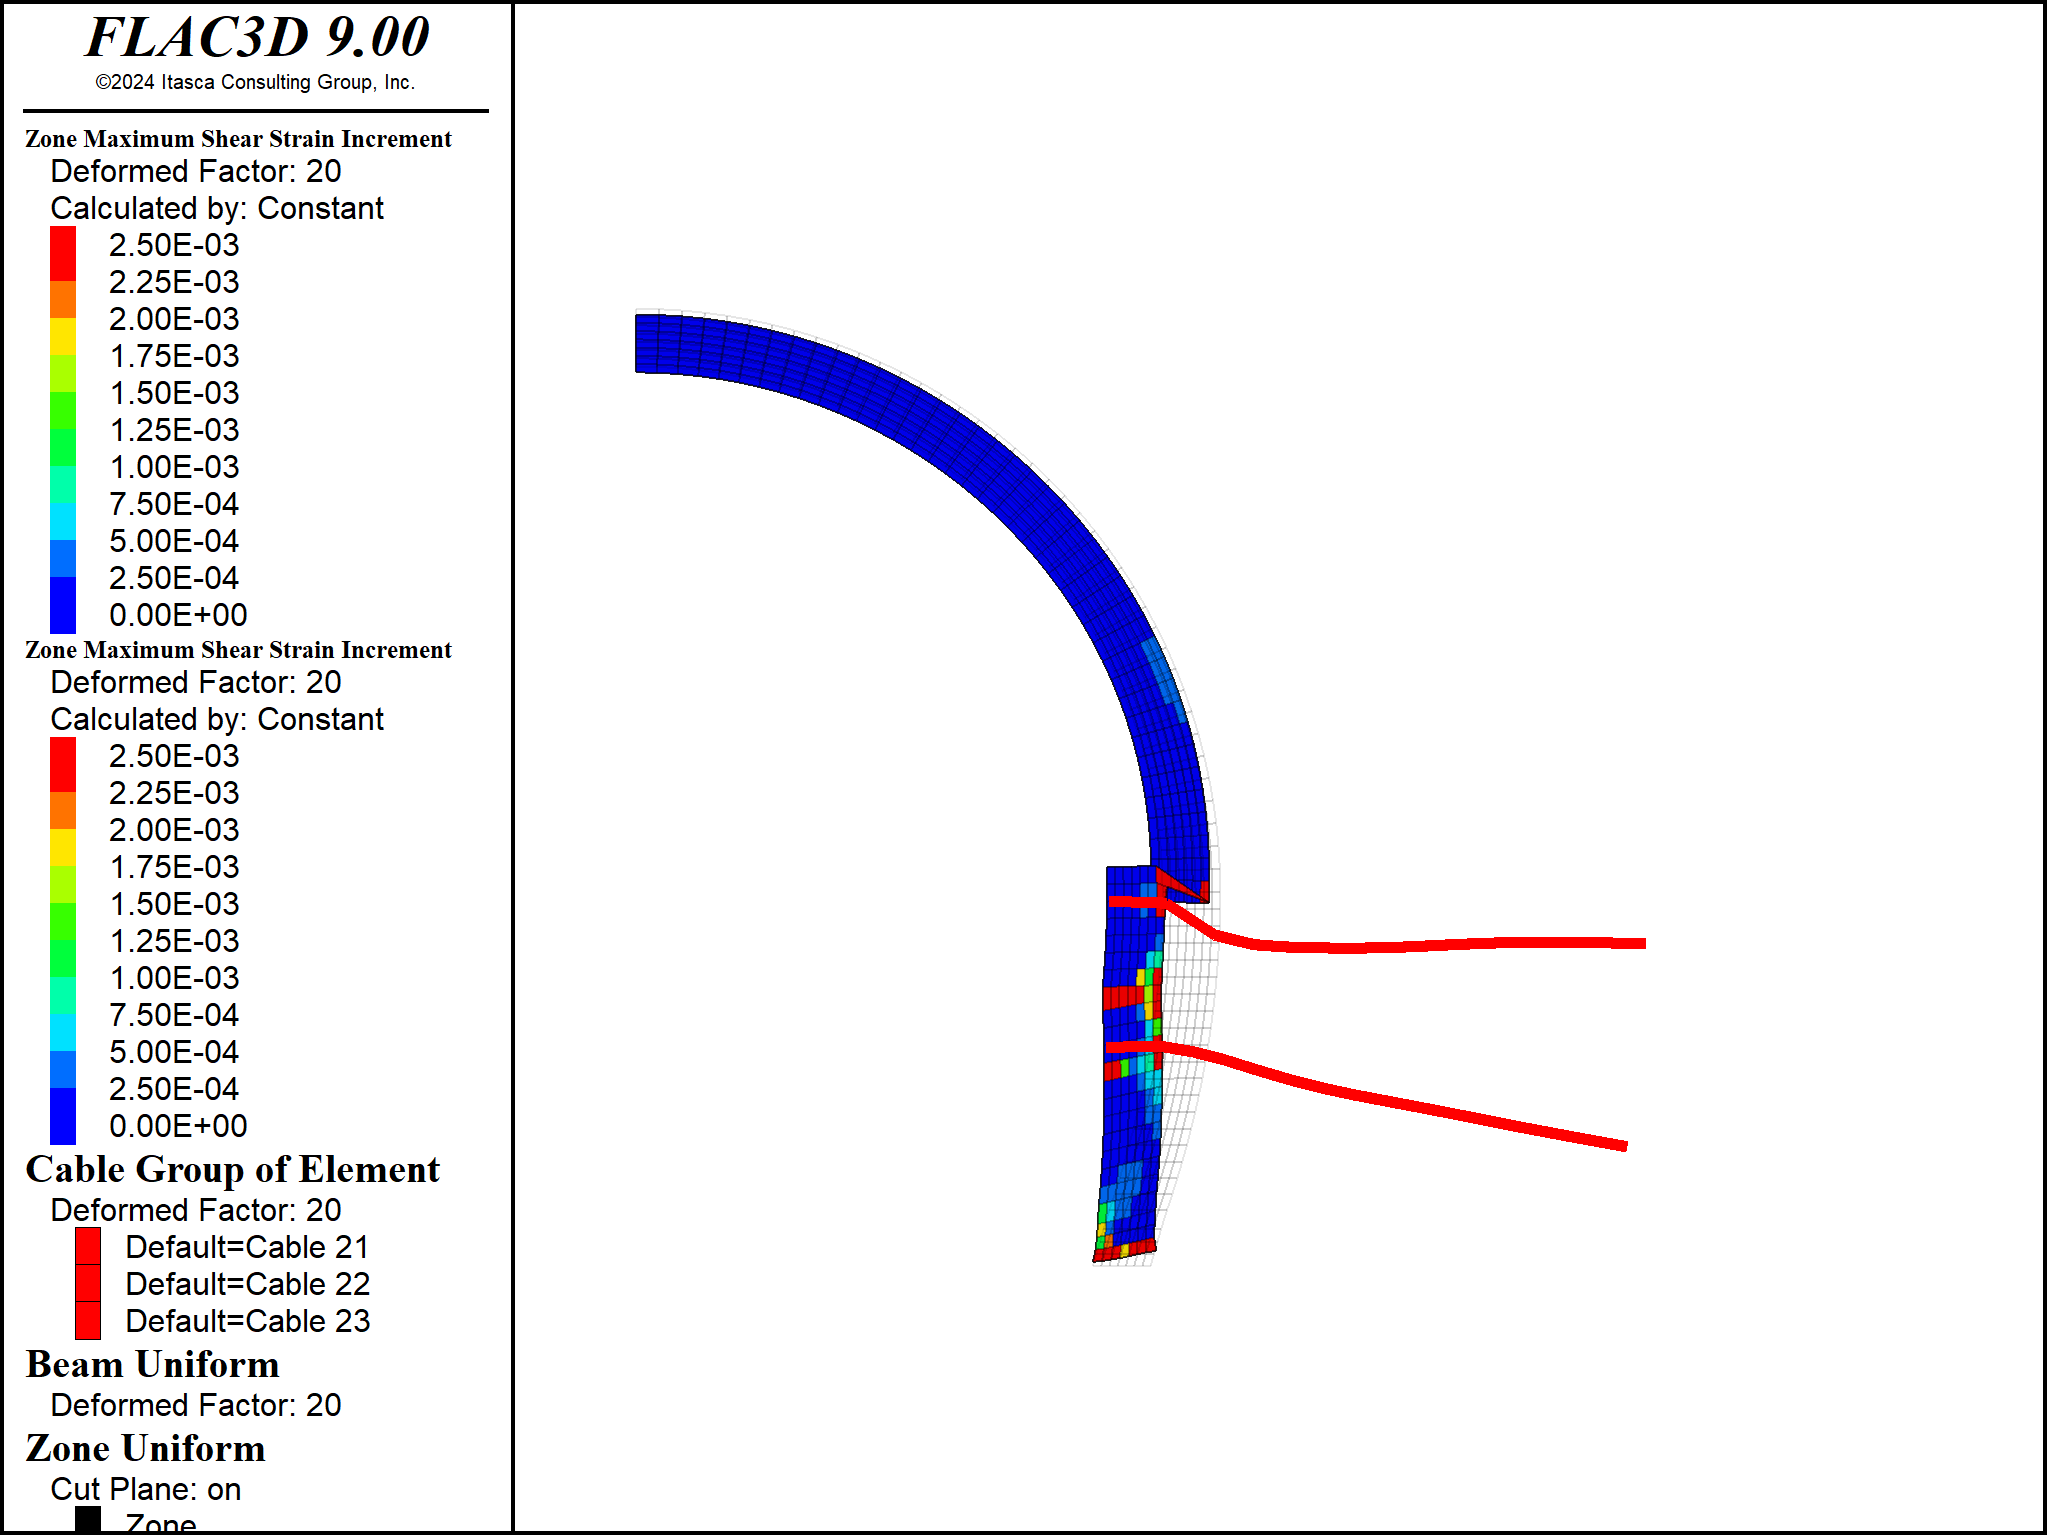 FLAC3D 9.00
©2024 Itasca Consulting Group, Inc.
Zone Maximum Shear Strain Increment
Deformed Factor: 20
Calculated by: Constant
2.50E-03
2.25E-03
2.00E-03
1.75E-03
1.50E-03
1.25E-03
1.00E-03
7.50E-04
5.00E-04
2.50E-04
0.00E+00
Zone Maximum Shear Strain Increment
Deformed Factor: 20
Calculated by: Constant
2.50E-03
2.25E-03
2.00E-03
1.75E-03
1.50E-03
1.25E-03
1.00E-03
7.50E-04
5.00E-04
2.50E-04
0.00E+00
Cable Group of Element
Deformed Factor: 20
Default=Cable 21
Default=Cable 22
Default=Cable 23
Beam Uniform
Deformed Factor: 20
Zone Uniform
Cut Plane: on
Zone